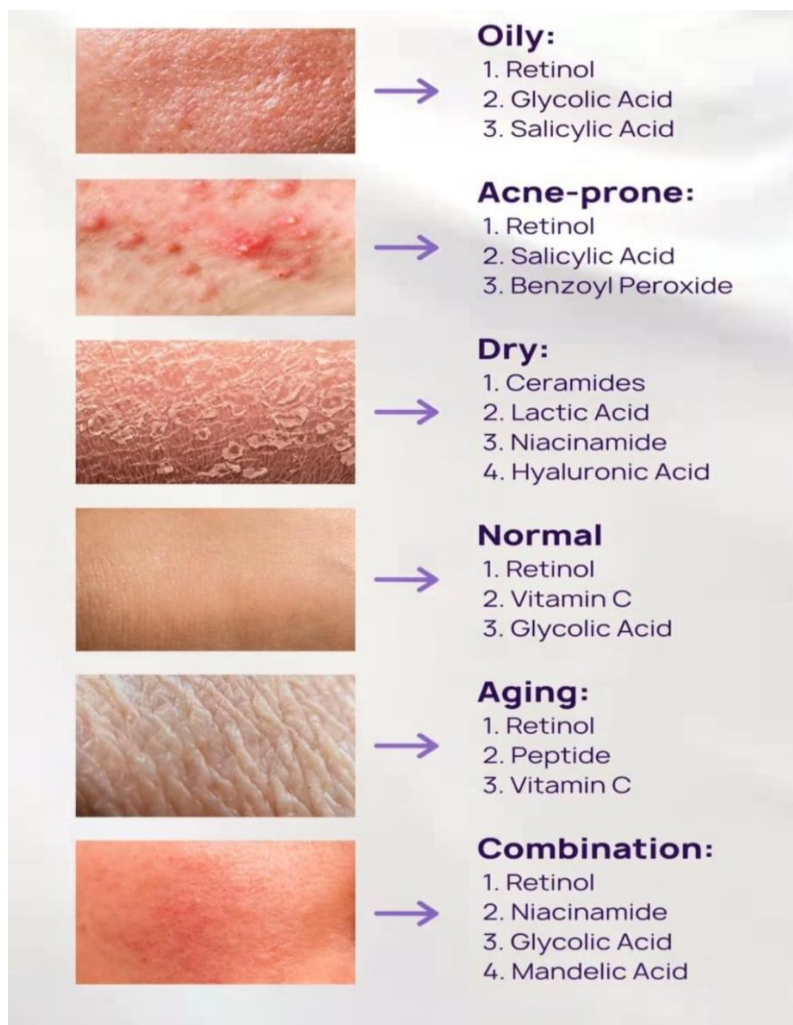 Oily:
1. Retinol
2. Glycolic Acid
3. Salicylic Acid
Acne-prone:
1. Retinol
2. Salicylic Acid
3. Benzoyl Peroxide
Dry:
1. Ceramides
2. Lactic Acid
3. Niacinamide
4. Hyaluronic Acid
Normal
1. Retinol
2. Vitamin C
3. Glycolic Acid
Aging:
1. Retinol
2. Peptide
3. Vitamin C
Combination:
1. Retinol
2. Niacinamide
3. Glycolic Acid
4. Mandelic Acid